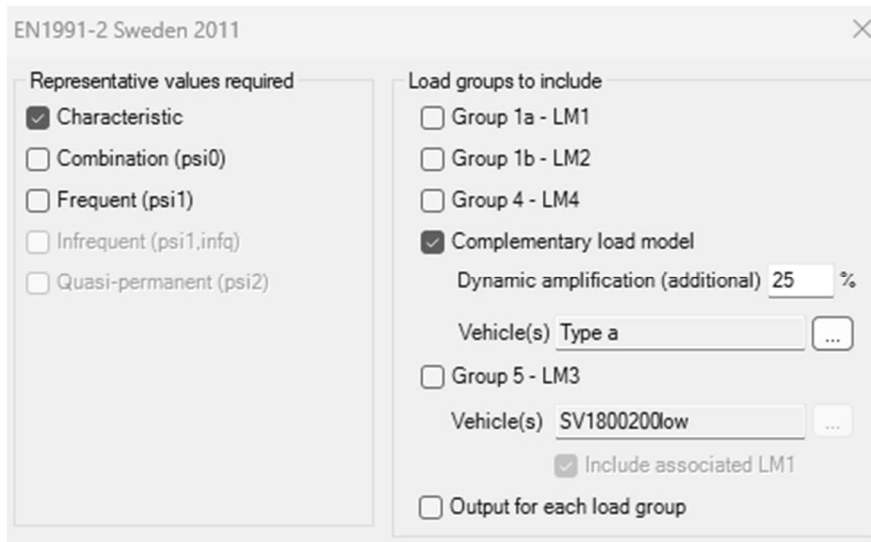 EN1991-2 Sweden 2011
Representative values required
Characteristic
Combination (psi0)
Frequent (psi1)
Infrequent (psi1,infq)
Quasi-permanent (psi2)
Load groups to include
Group 1a - LM1
Group 1b - LM2
Group 4 - LM4
Complementary load model
Dynamic amplification (additional) 25 %
Vehicle(s) Type a ...
Group 5 - LM3
Vehicle(s) SV1800200low ...
Include associated LM1
Output for each load group